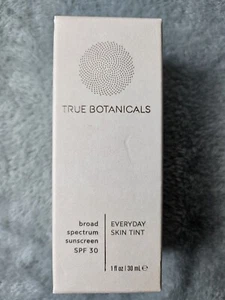 TRUE BOTANICALS
broad
spectrum
sunscreen
SPF 30
EVERYDAY
SKIN TINT
1 fl oz | 30 mL ℮